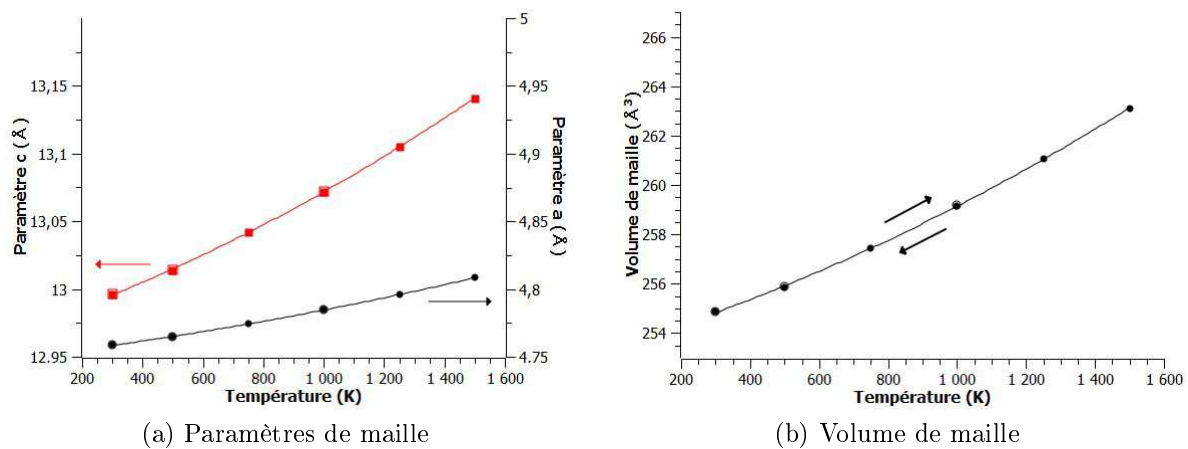 5
13,15
4,95
13,1
4,9
13,05
4,85
13
4,8
12,95
4,75
Paramètre c (Å)
Paramètre a (Å)
200 400 600 800 1 000 1 200 1 400 1 600
Température (K)
(a) Paramètres de maille
266
264
262
260
258
256
254
Volume de maille (Å³)
200 400 600 800 1 000 1 200 1 400 1 600
Température (K)
(b) Volume de maille